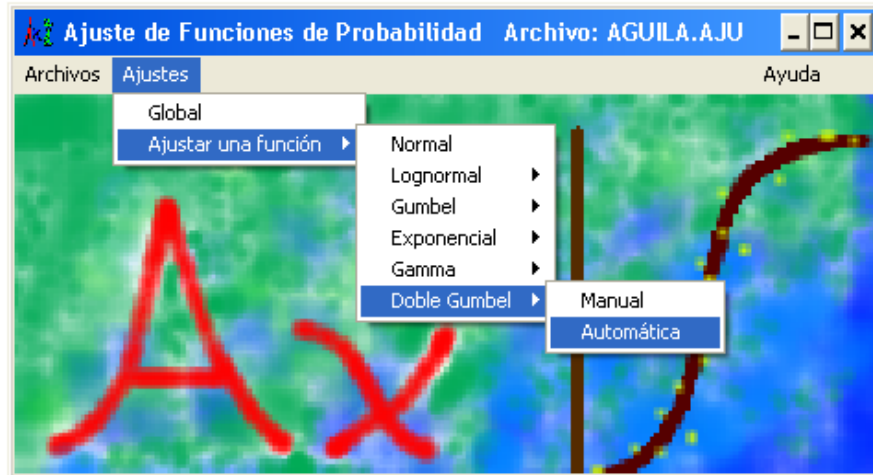 Ajuste de Funciones de Probabilidad Archivo: AGUILA.AJU
Archivos Ajustes Ayuda
Global
Ajustar una función
Normal
Lognormal
Gumbel
Exponencial
Gamma
Doble Gumbel
Manual
Automática
Ax